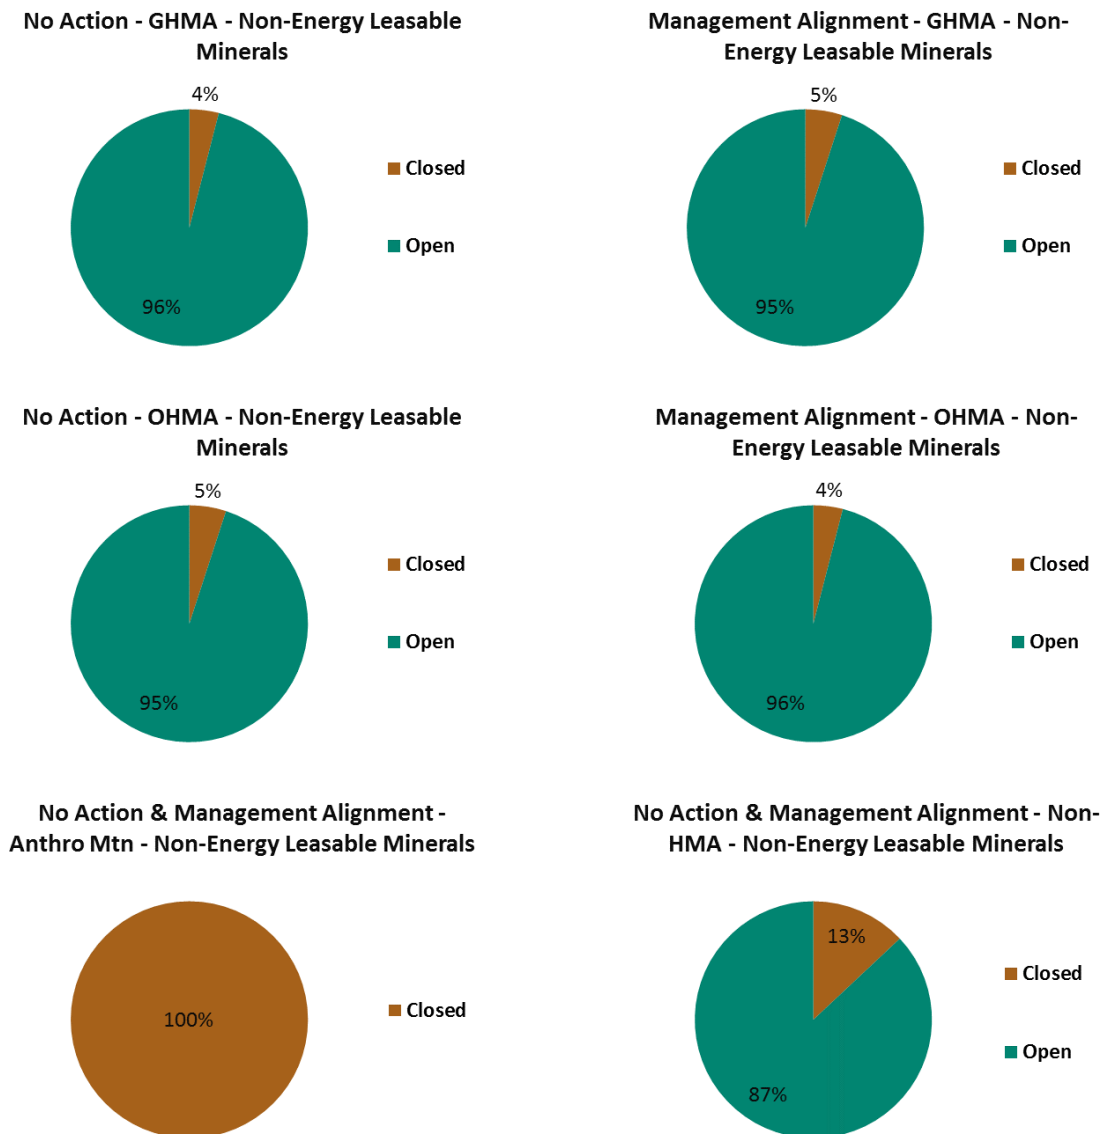 No Action - GHMA - Non-Energy Leasable
Minerals
4%
Closed
Open
96%
Management Alignment - GHMA - Non-
Energy Leasable Minerals
5%
Closed
Open
95%
No Action - OHMA - Non-Energy Leasable
Minerals
5%
Closed
Open
95%
Management Alignment - OHMA - Non-
Energy Leasable Minerals
4%
Closed
Open
96%
No Action & Management Alignment -
Anthro Mtn - Non-Energy Leasable Minerals
100%
Closed
No Action & Management Alignment - Non-
HMA - Non-Energy Leasable Minerals
13%
Closed
Open
87%